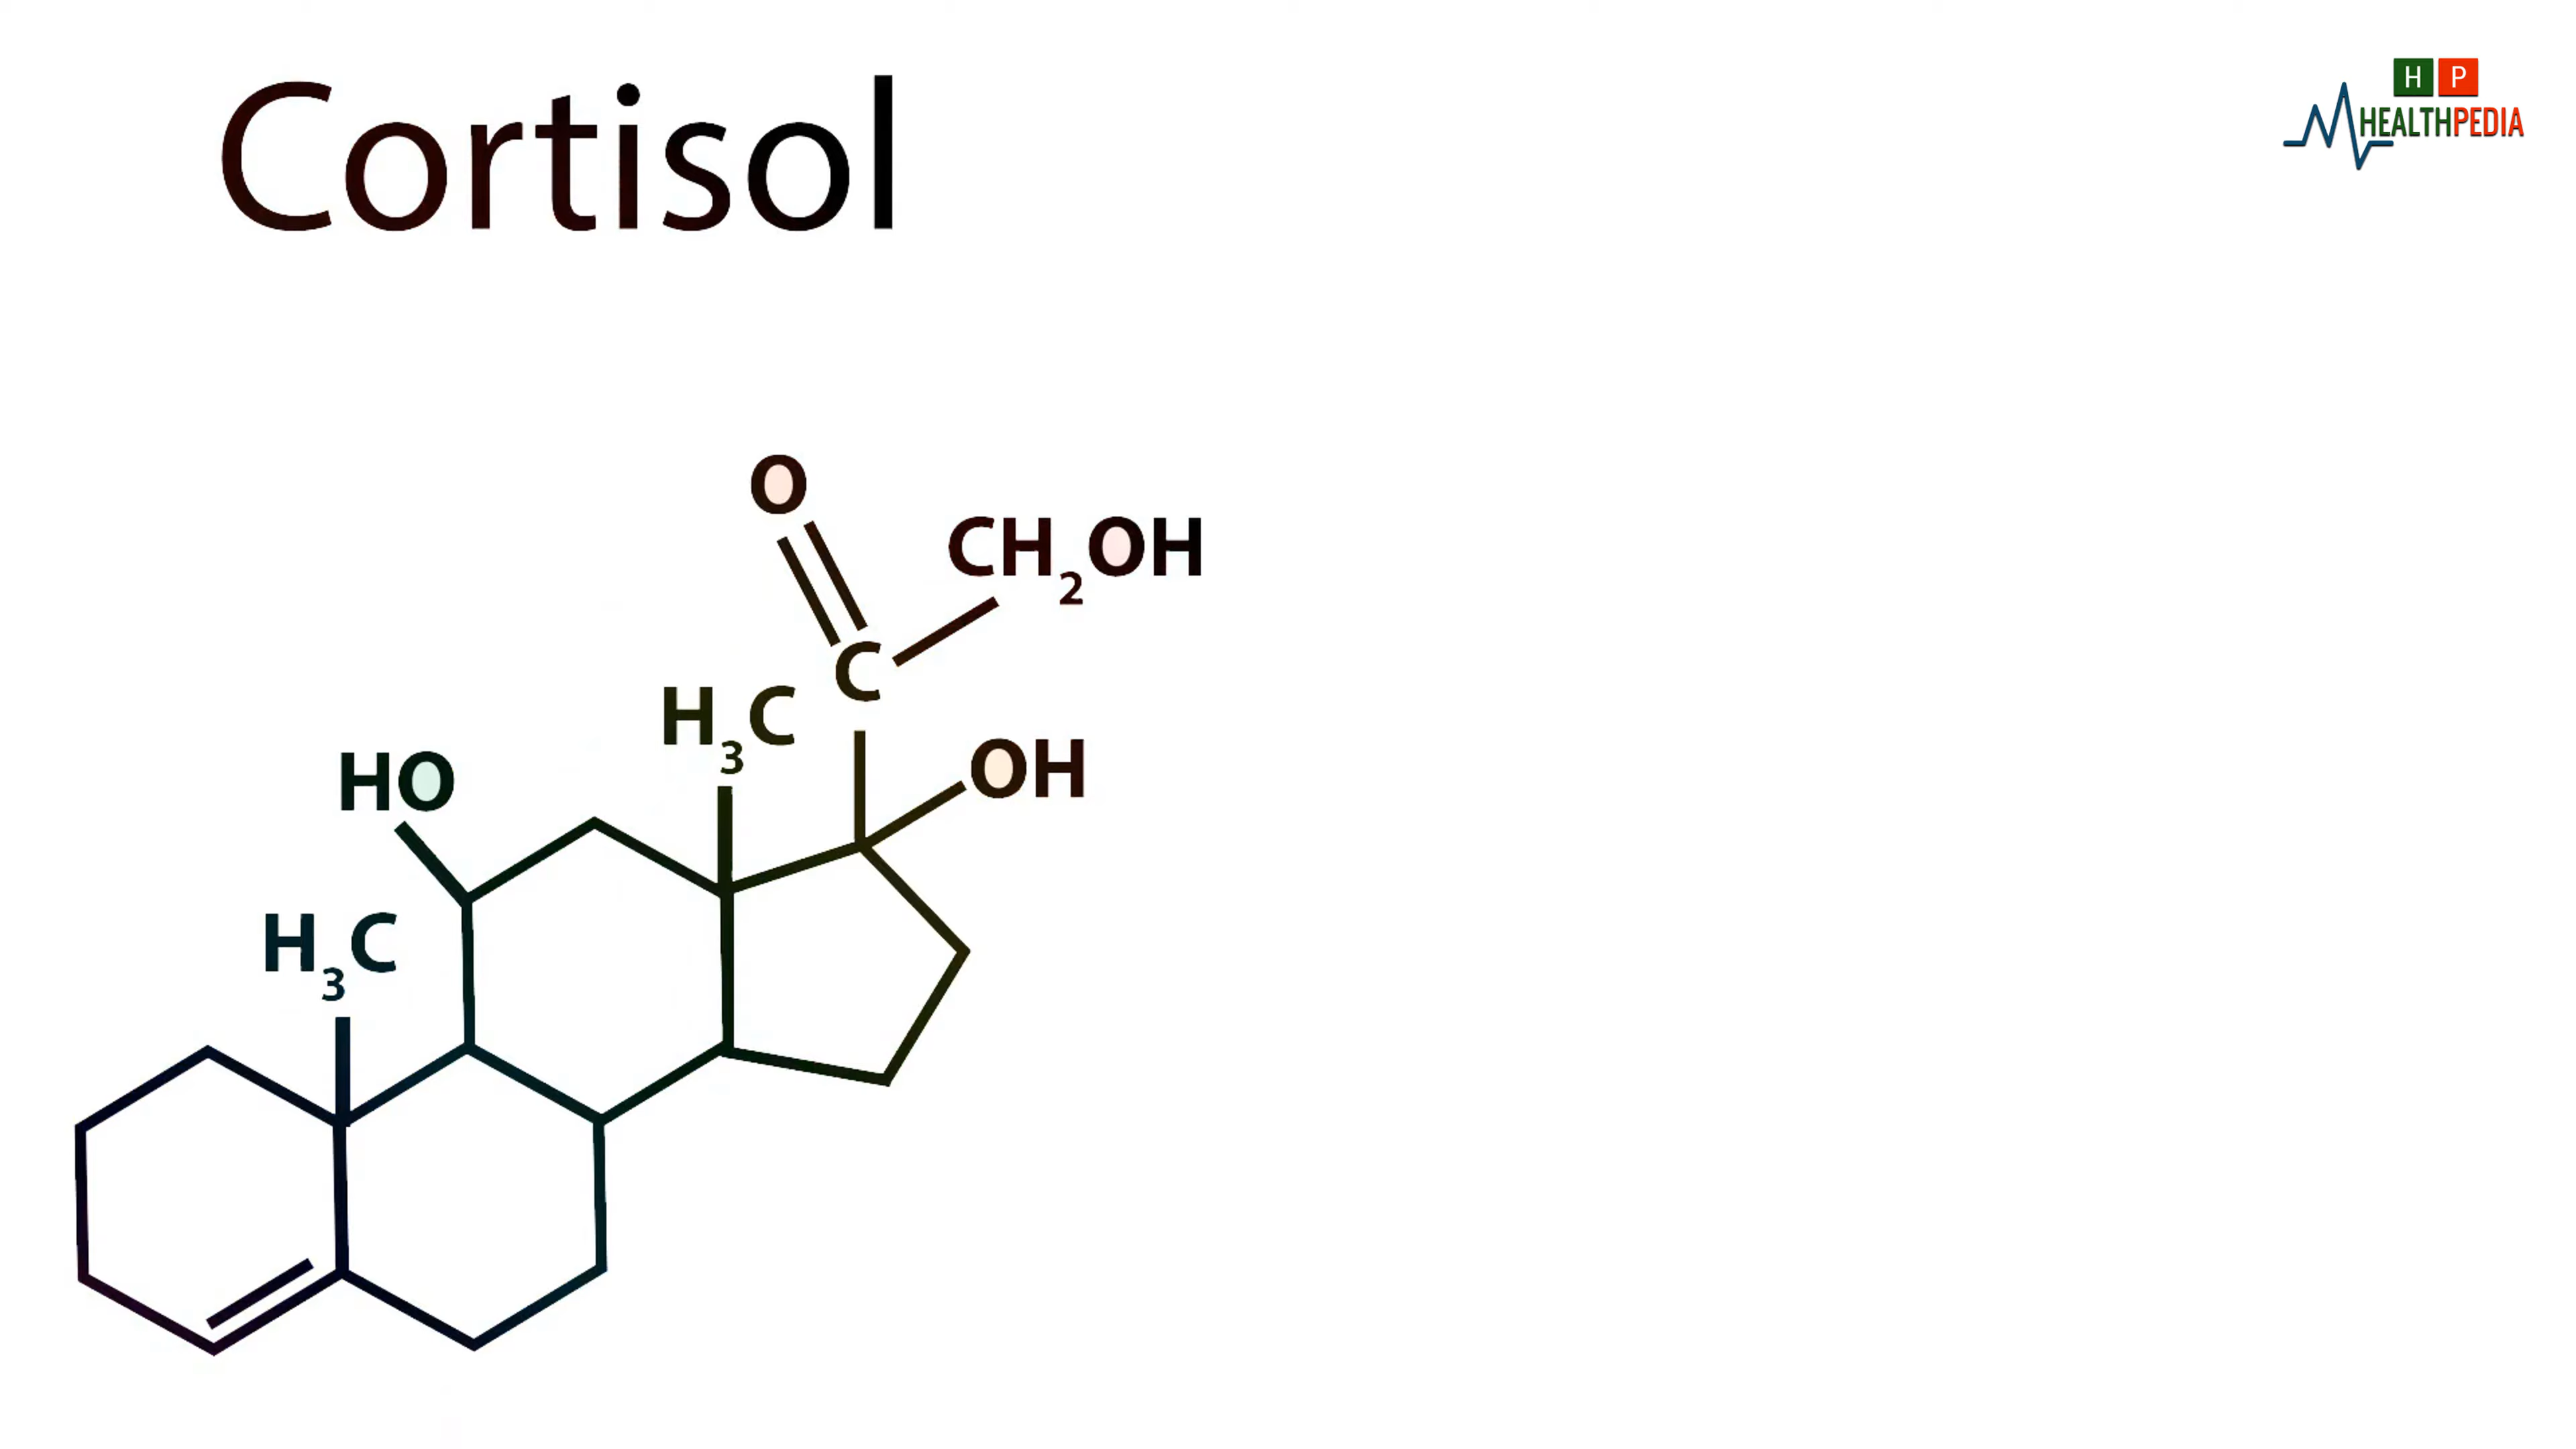 Cortisol
H P
HEALTHPEDIA
O
CH₂OH
C
H₃C
OH
HO
H₃C